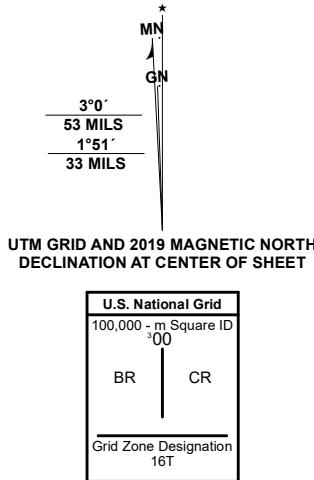 ★
MN
GN
3°0´
53 MILS
1°51´
33 MILS
UTM GRID AND 2019 MAGNETIC NORTH
DECLINATION AT CENTER OF SHEET
U.S. National Grid
100,000 - m Square ID
³00
BR CR
Grid Zone Designation
16T